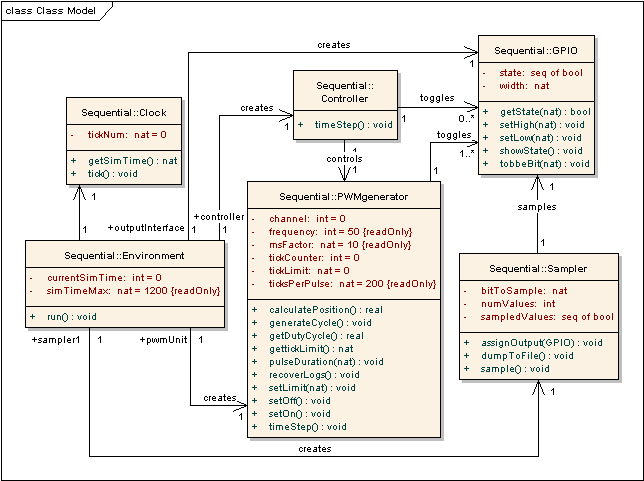 class Class Model
creates
Sequential::GPIO
- state: seq of bool
- width: nat
+ getState(nat) : bool
+ setHigh(nat) : void
+ setLow(nat) : void
+ showState() : void
+ tobbeBit(nat) : void
1
Sequential::
Controller
+ timeStep() : void
toggles
1
0..*
toggles
1
1..*
creates
1
1
controls
1
Sequential::Clock
- tickNum: nat = 0
+ getSimTime() : nat
+ tick() : void
1
1
+outputInterface
1
+controller
1
Sequential::PWMgenerator
- channel: int = 0
- frequency: int = 50 {readOnly}
- msFactor: nat = 10 {readOnly}
- tickCounter: int = 0
- tickLimit: nat = 0
- ticksPerPulse: nat = 200 {readOnly}
+ calculatePosition() : real
+ generateCycle() : void
+ getDutyCycle() : real
+ gettickLimit() : nat
+ pulseDuration(nat) : void
+ recoverLogs() : void
+ setLimit(nat) : void
+ setOff() : void
+ setOn() : void
+ timeStep() : void
1
samples
1
Sequential::Environment
- currentSimTime: int = 0
- simTimeMax: nat = 1200 {readOnly}
+ run() : void
+sampler1
1
+pwmUnit
1
Sequential::Sampler
- bitToSample: nat
- numValues: int
- sampledValues: seq of bool
+ assignOutput(GPIO) : void
+ dumpToFile() : void
+ sample() : void
creates
1
1
creates